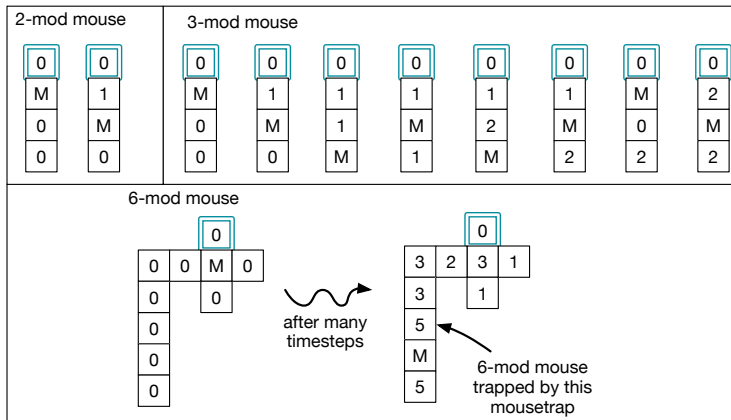 2-mod mouse
3-mod mouse
0 0 0 0 0 0 0 0 0 0
M 1 M 1 1 1 1 1 M 2
0 M 0 M 1 M 2 M 0 M
0 0 0 0 M 1 M 2 2 2
6-mod mouse
0 0
0 0 M 0 3 2 3 1
0 0 3 1
0 5
0 M
0 5
after many
timesteps
6-mod mouse
trapped by this
mousetrap